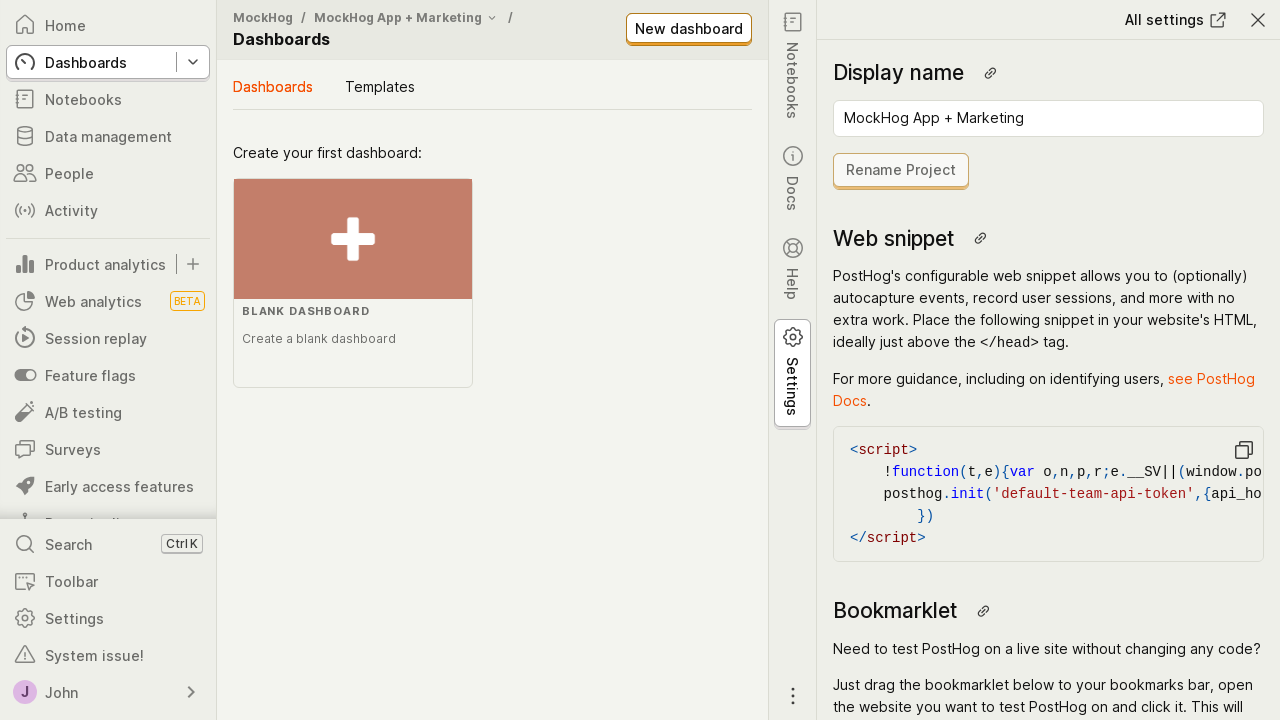 Home
Dashboards
Notebooks
Data management
People
Activity
Product analytics
Web analytics BETA
Session replay
Feature flags
A/B testing
Surveys
Early access features
Search Ctrl K
Toolbar
Settings
System issue!
J John
MockHog / MockHog App + Marketing /
Dashboards
New dashboard
Dashboards Templates
Create your first dashboard:
BLANK DASHBOARD
Create a blank dashboard
Notebooks
Docs
Help
Settings
All settings
Display name
MockHog App + Marketing
Rename Project
Web snippet
PostHog's configurable web snippet allows you to (optionally)
autocapture events, record user sessions, and more with no
extra work. Place the following snippet in your website's HTML,
ideally just above the </head> tag.
For more guidance, including on identifying users, see PostHog
Docs.
<script>
!function(t,e){var o,n,p,r;e.__SV||(window.po
posthog.init('default-team-api-token',{api_ho
})
</script>
Bookmarklet
Need to test PostHog on a live site without changing any code?
Just drag the bookmarklet below to your bookmarks bar, open
the website you want to test PostHog on and click it. This will